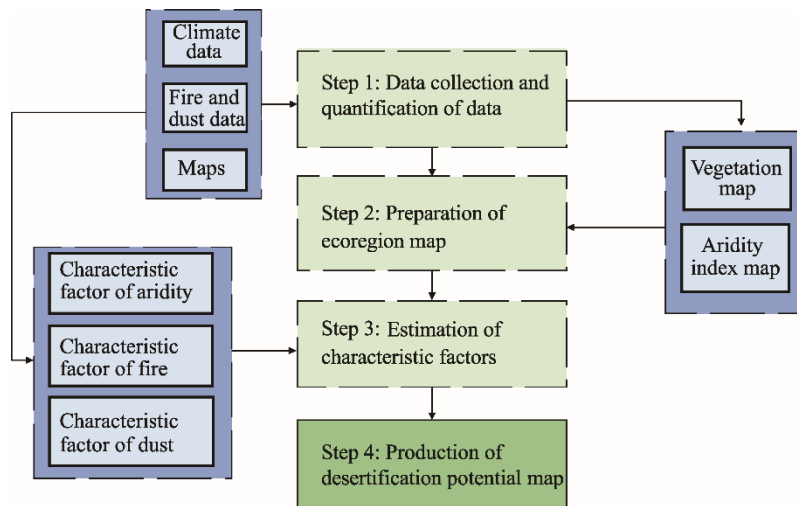 Climate
data
Fire and
dust data
Maps
Step 1: Data collection and
quantification of data
Vegetation
map
Aridity
index map
Step 2: Preparation of
ecoregion map
Characteristic
factor of aridity
Characteristic
factor of fire
Characteristic
factor of dust
Step 3: Estimation of
characteristic factors
Step 4: Production of
desertification potential map